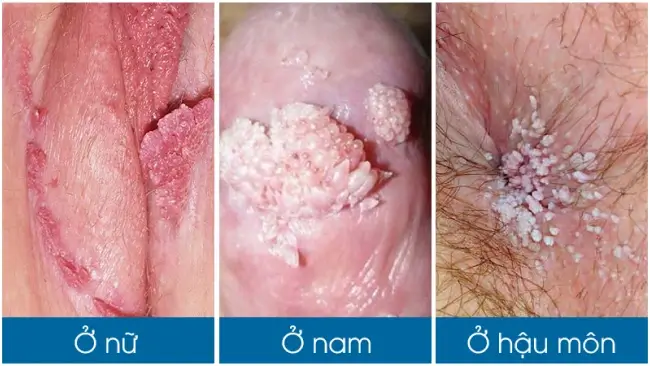 Ở nữ
Ở nam
Ở hậu môn